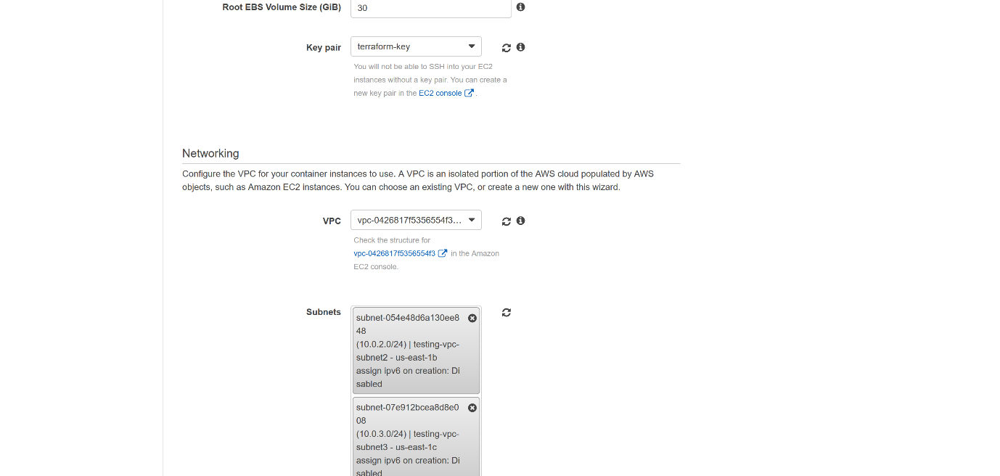 Root EBS Volume Size (GiB) 30
Key pair terraform-key
You will not be able to SSH into your EC2
instances without a key pair. You can create a
new key pair in the EC2 console .
Networking
Configure the VPC for your container instances to use. A VPC is an isolated portion of the AWS cloud populated by AWS
objects, such as Amazon EC2 instances. You can choose an existing VPC, or create a new one with this wizard.
VPC vpc-0426817f5356554f3...
Check the structure for
vpc-0426817f5356554f3 in the Amazon
EC2 console.
Subnets
subnet-054e48d6a130ee8
48
(10.0.2.0/24) | testing-vpc-
subnet2 - us-east-1b
assign ipv6 on creation: Di
sabled
subnet-07e912bcea8d8e0
08
(10.0.3.0/24) | testing-vpc-
subnet3 - us-east-1c
assign ipv6 on creation: Di
sabled